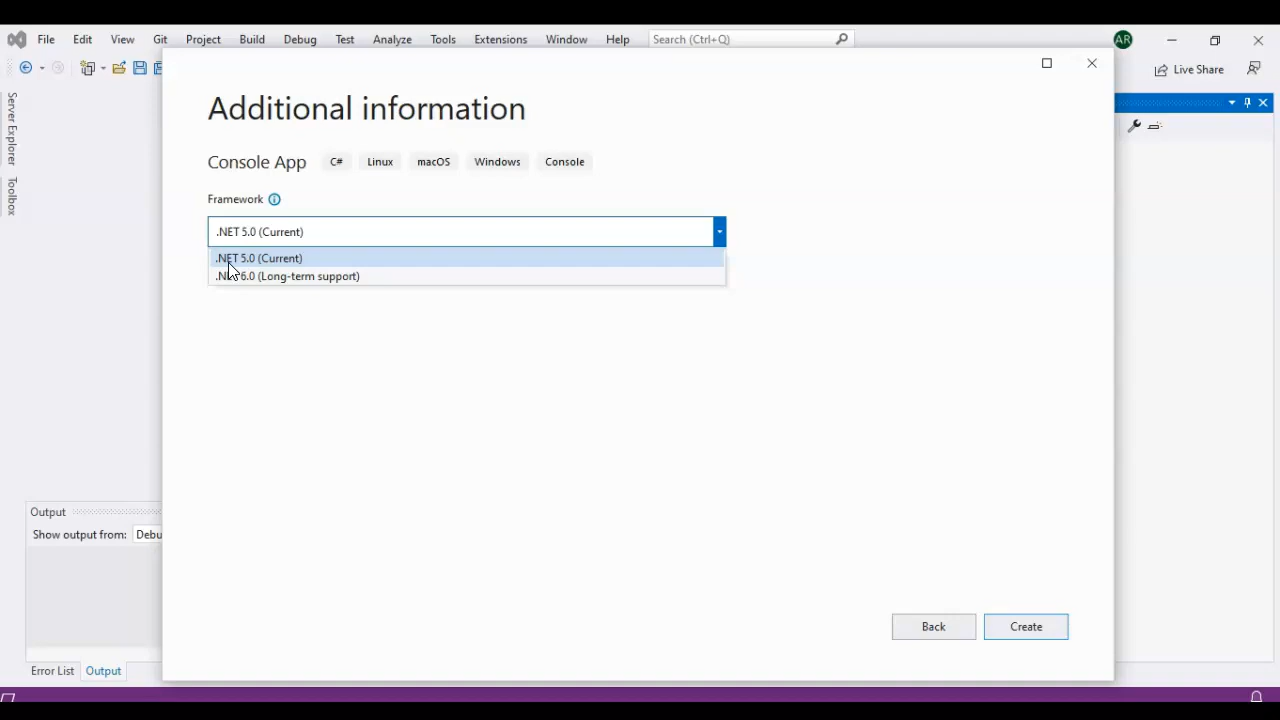 File Edit View Git Project Build Debug Test Analyze Tools Extensions Window Help Search (Ctrl+Q) AR
Live Share
Server Explorer
Toolbox
Additional information
Console App C# Linux macOS Windows Console
Framework
.NET 5.0 (Current)
.NET 5.0 (Current)
6.0 (Long-term support)
Output
Show output from: Debu
Back Create
Error List Output